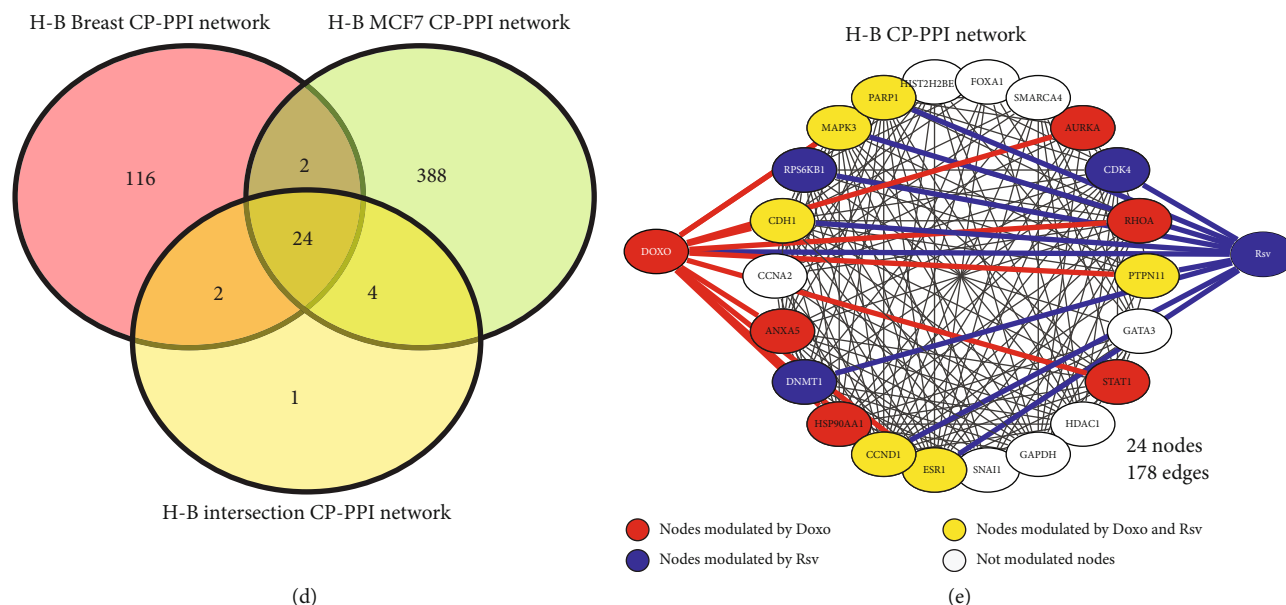 H-B Breast CP-PPI network
H-B MCF7 CP-PPI network
116
2
388
24
2
4
1
H-B intersection CP-PPI network
(d)
H-B CP-PPI network
HIST2H2BE
FOXA1
SMARCA4
PARP1
AURKA
MAPK3
CDK4
RPS6KB1
RHOA
CDH1
DOXO
Rsv
CCNA2
PTPN11
ANXA5
GATA3
DNMT1
STAT1
HSP90AA1
HDAC1
CCND1
GAPDH
ESR1
SNAI1
24 nodes
178 edges
Nodes modulated by Doxo
Nodes modulated by Doxo and Rsv
Nodes modulated by Rsv
Not modulated nodes
(e)